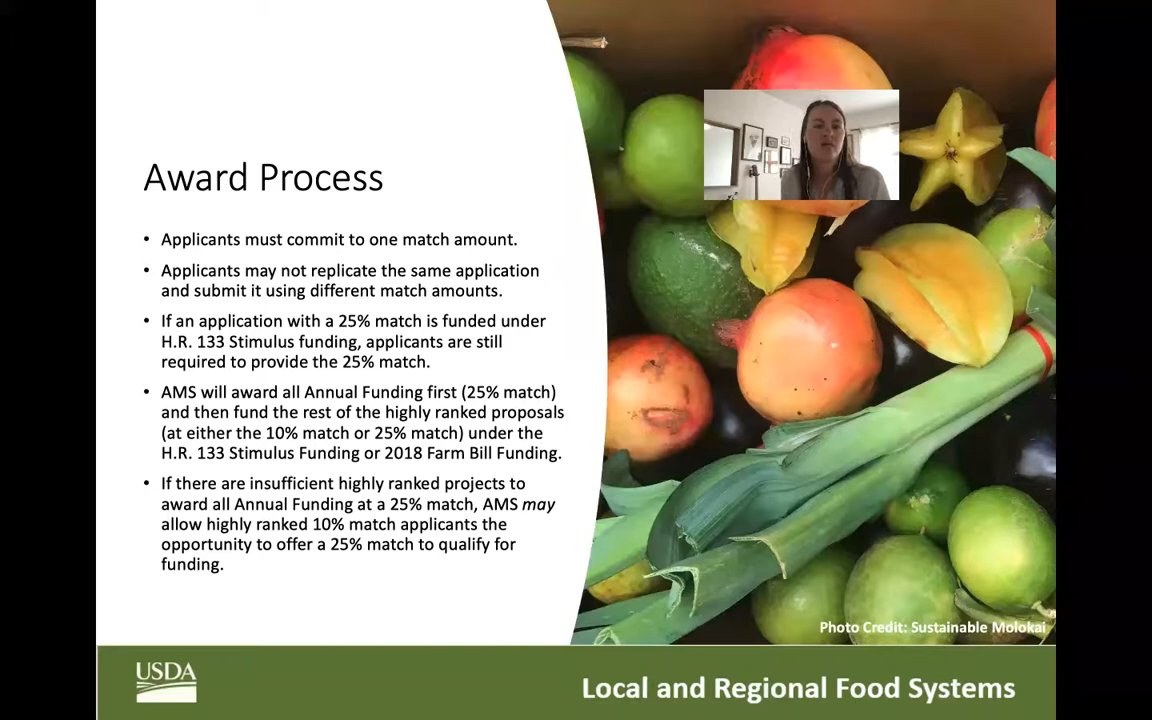 Award Process
• Applicants must commit to one match amount.
• Applicants may not replicate the same application
and submit it using different match amounts.
• If an application with a 25% match is funded under
H.R. 133 Stimulus funding, applicants are still
required to provide the 25% match.
• AMS will award all Annual Funding first (25% match)
and then fund the rest of the highly ranked proposals
(at either the 10% match or 25% match) under the
H.R. 133 Stimulus Funding or 2018 Farm Bill Funding.
• If there are insufficient highly ranked projects to
award all Annual Funding at a 25% match, AMS may
allow highly ranked 10% match applicants the
opportunity to offer a 25% match to qualify for
funding.
Photo Credit: Sustainable Molokai
USDA
Local and Regional Food Systems